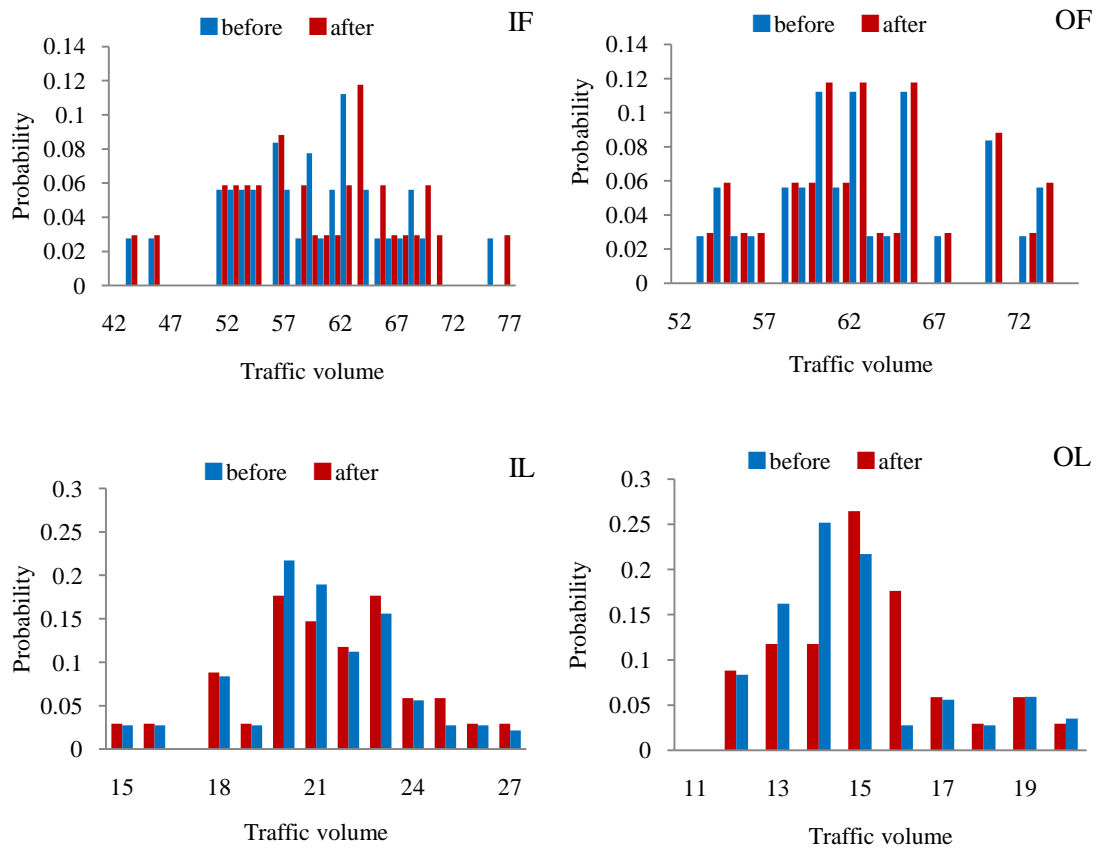 before after IF
0.14
0.12
0.1
0.08
0.06
0.04
0.02
0
Probability
42 47 52 57 62 67 72 77
Traffic volume
before after OF
0.14
0.12
0.10
0.08
0.06
0.04
0.02
0
Probability
52 57 62 67 72
Traffic volume
before after IL
0.3
0.25
0.2
0.15
0.1
0.05
0
Probability
15 18 21 24 27
Traffic volume
before after OL
0.3
0.25
0.2
0.15
0.1
0.05
0
Probability
11 13 15 17 19
Traffic volume